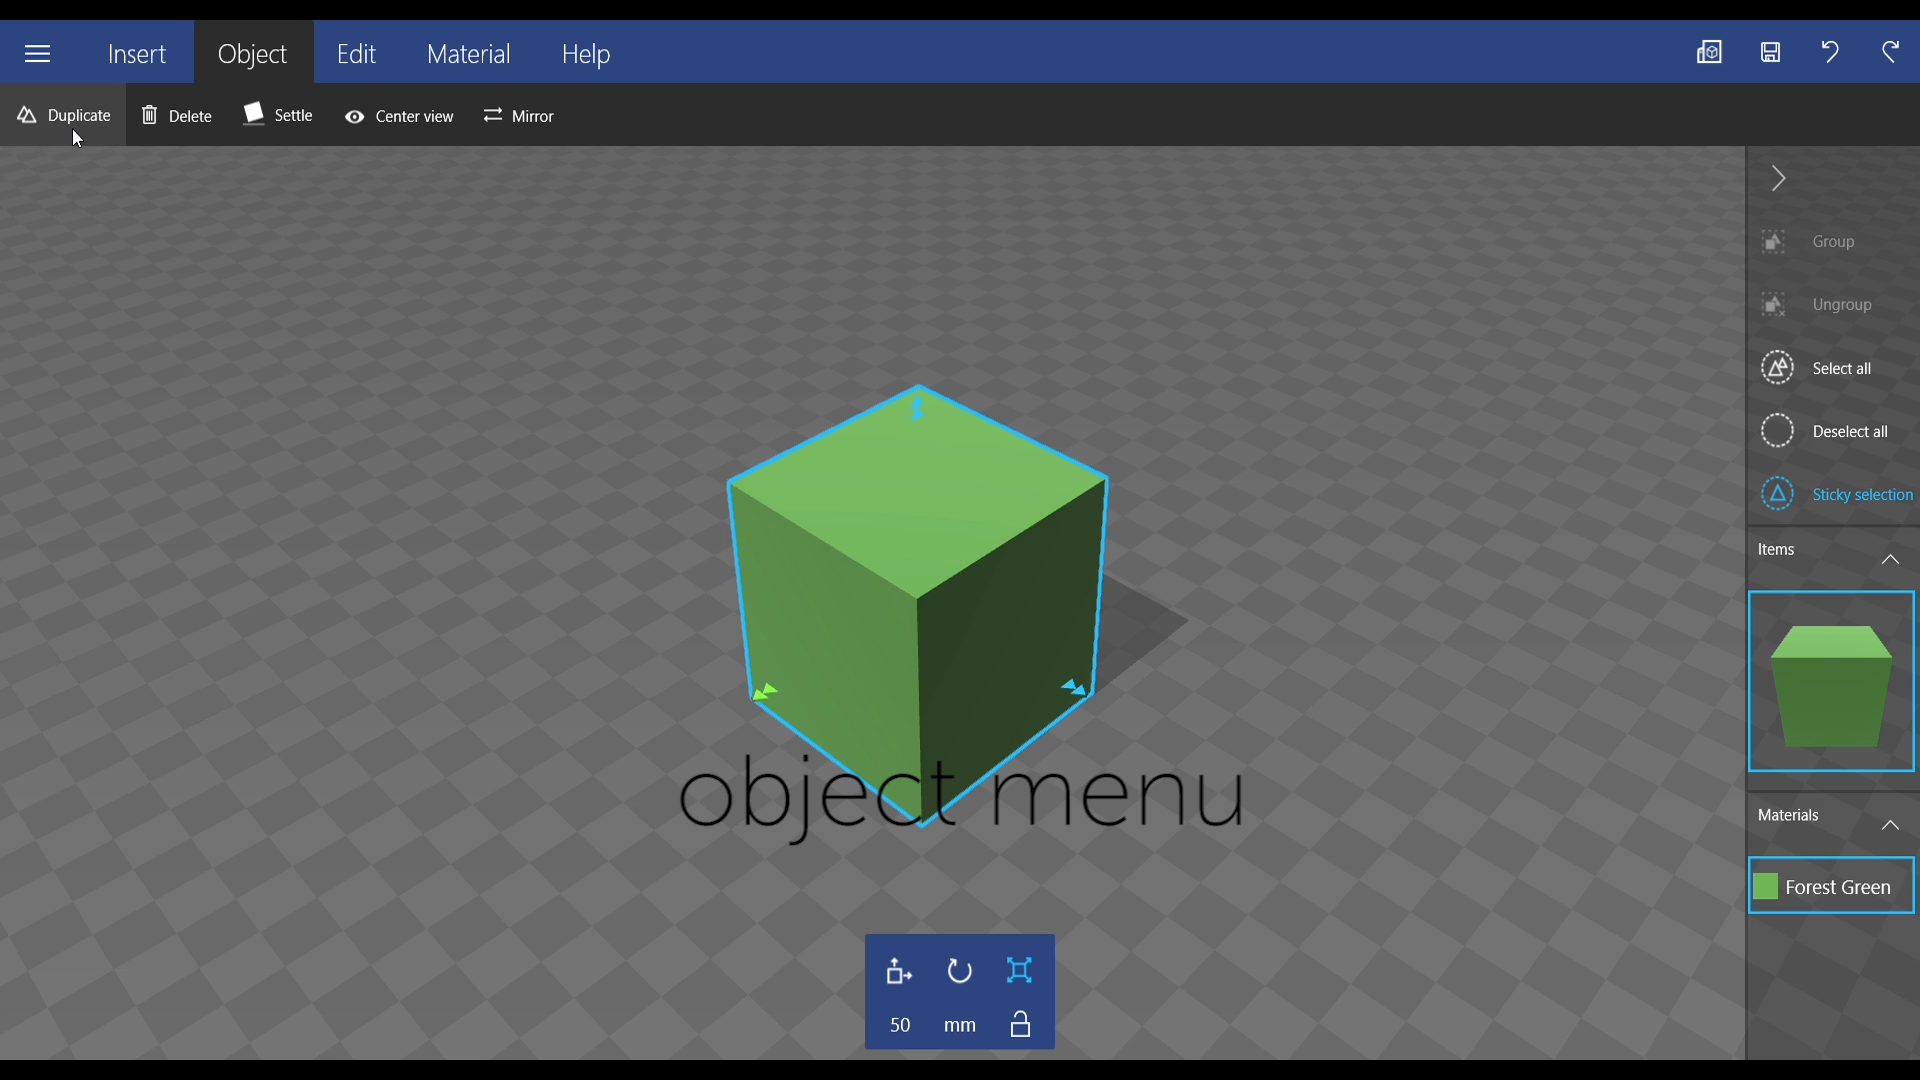 Insert Object Edit Material Help
Duplicate Delete Settle Center view Mirror
Group
Ungroup
Select all
Deselect all
Sticky selection
Items
object menu
Materials
Forest Green
50 mm